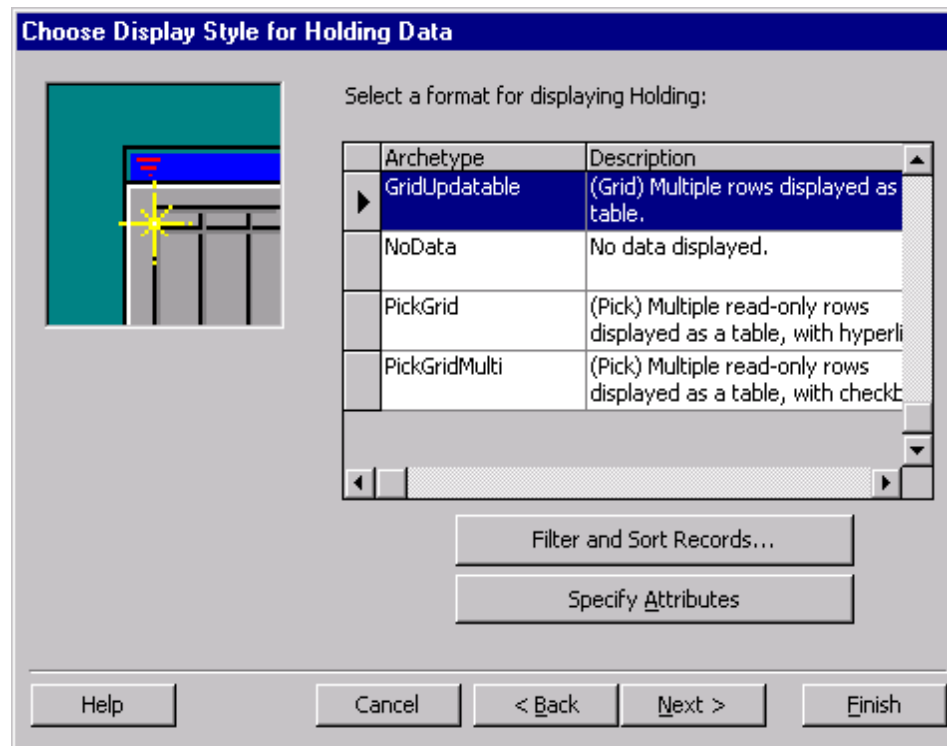 Choose Display Style for Holding Data
Select a format for displaying Holding:
Archetype Description
GridUpdatable (Grid) Multiple rows displayed as
table.
NoData No data displayed.
PickGrid (Pick) Multiple read-only rows
displayed as a table, with hyperli
PickGridMulti (Pick) Multiple read-only rows
displayed as a table, with checkb
Filter and Sort Records...
Specify Attributes
Help Cancel < Back Next > Finish